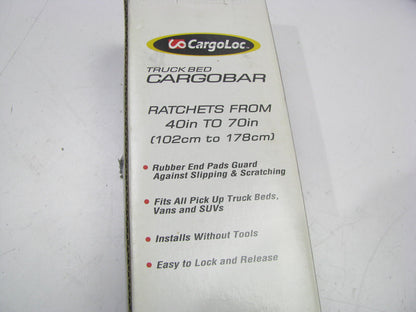 CargoLoc
TRUCK BED
CARGOBAR
RATCHETS FROM
40in TO 70in
(102cm to 178cm)
• Rubber End Pads Guard
Against Slipping & Scratching
• Fits All Pick Up Truck Beds,
Vans and SUVs
• Installs Without Tools
• Easy to Lock and Release